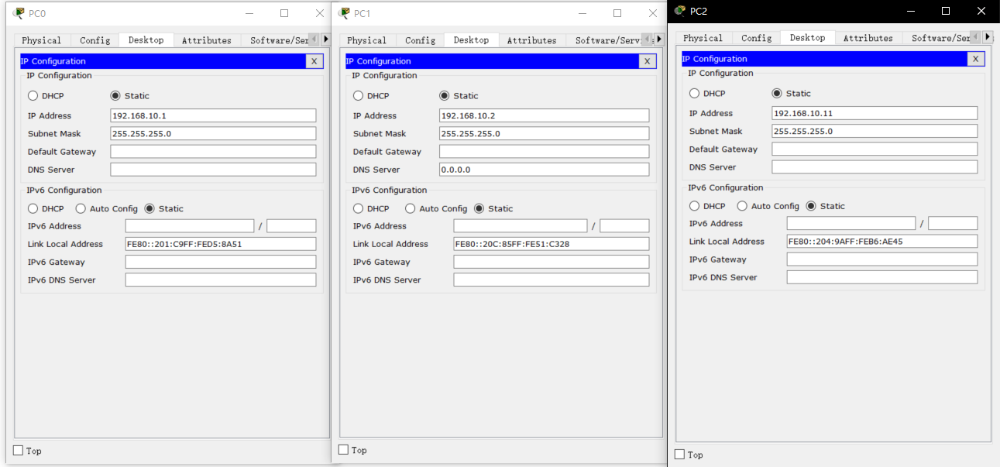 PC0
Physical Config Desktop Attributes Software/Ser
IP Configuration X
IP Configuration
DHCP Static
IP Address 192.168.10.1
Subnet Mask 255.255.255.0
Default Gateway
DNS Server
IPv6 Configuration
DHCP Auto Config Static
IPv6 Address /
Link Local Address FE80::201:C9FF:FED5:8A51
IPv6 Gateway
IPv6 DNS Server
Top
PC1
Physical Config Desktop Attributes Software/Serv
IP Configuration X
IP Configuration
DHCP Static
IP Address 192.168.10.2
Subnet Mask 255.255.255.0
Default Gateway
DNS Server 0.0.0.0
IPv6 Configuration
DHCP Auto Config Static
IPv6 Address /
Link Local Address FE80::20C:85FF:FE51:C328
IPv6 Gateway
IPv6 DNS Server
Top
PC2
Physical Config Desktop Attributes Software/Ser
IP Configuration X
IP Configuration
DHCP Static
IP Address 192.168.10.11
Subnet Mask 255.255.255.0
Default Gateway
DNS Server
IPv6 Configuration
DHCP Auto Config Static
IPv6 Address /
Link Local Address FE80::204:9AFF:FEB6:AE45
IPv6 Gateway
IPv6 DNS Server
Top